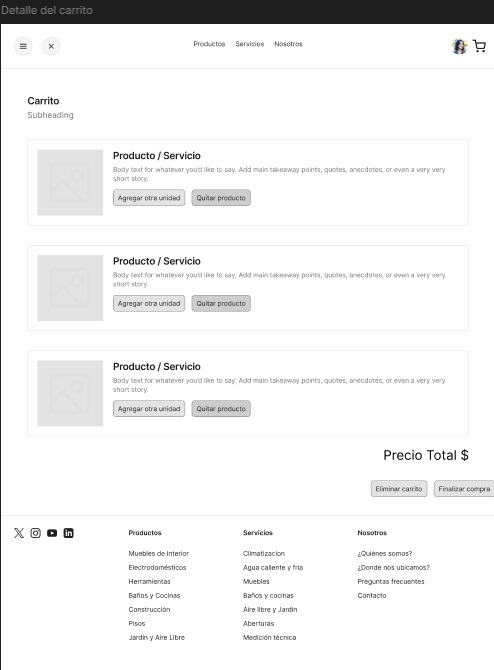 Detalle del carrito
Productos Servicios Nosotros
Carrito
Subheading
Producto / Servicio
Body text for whatever you'd like to say. Add main takeaway points, quotes, anecdotes, or even a very very
short story.
Agregar otra unidad Quitar producto
Producto / Servicio
Body text for whatever you'd like to say. Add main takeaway points, quotes, anecdotes, or even a very very
short story.
Agregar otra unidad Quitar producto
Producto / Servicio
Body text for whatever you'd like to say. Add main takeaway points, quotes, anecdotes, or even a very very
short story.
Agregar otra unidad Quitar producto
Precio Total $
Eliminar carrito Finalizar compra
Productos Servicios Nosotros
Muebles de interior Climatizacion ¿Quiénes somos?
Electrodomésticos Agua caliente y fria ¿Donde nos ubicamos?
Herramientas Muebles Preguntas frecuentes
Baños y Cocinas Baños y cocinas Contacto
Construcción Aire libre y Jardin
Pisos Aberturas
Jardín y Aire Libre Medición técnica